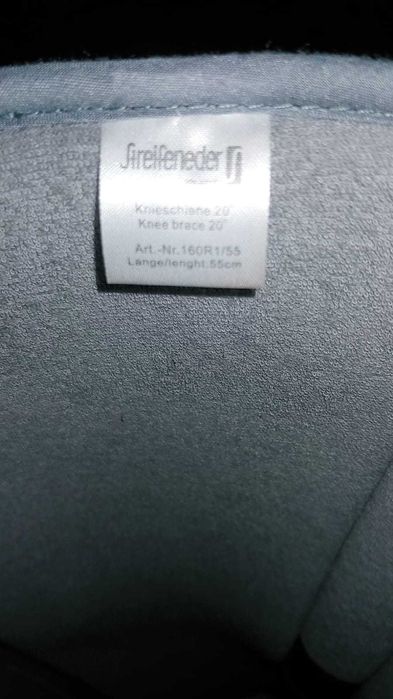 Streifeneder
Knieschiene 20°
Knee brace 20°
Art.-Nr.160R1/55
Länge/lenght 55cm